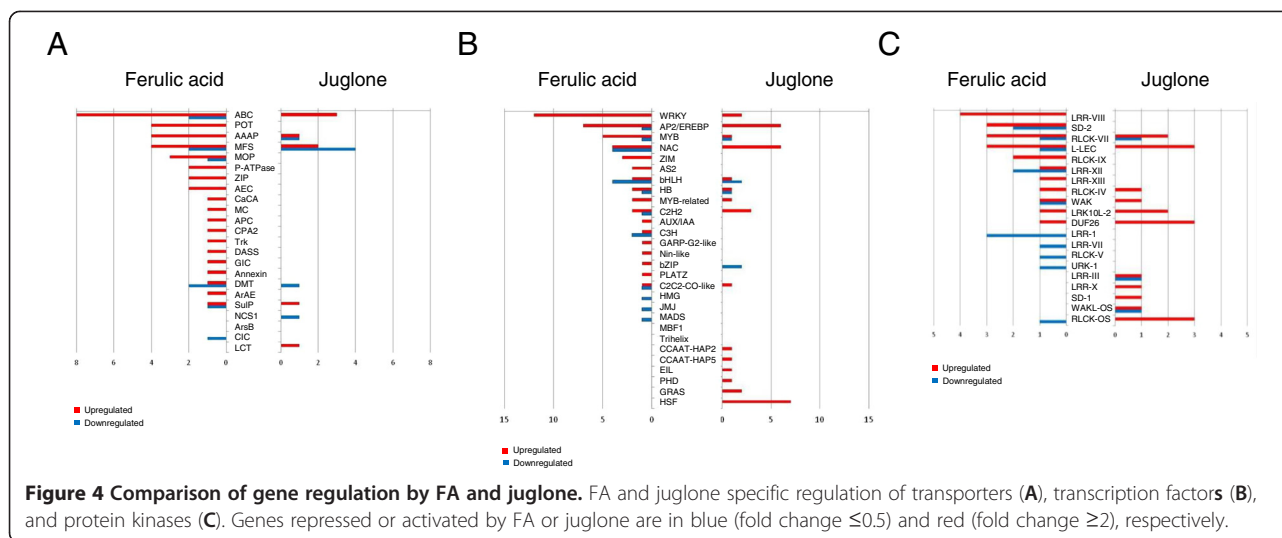 A
B
C
Ferulic acid
Juglone
Ferulic acid
Juglone
Ferulic acid
Juglone
ABC
POT
AAAP
MFS
MOP
P-ATPase
ZIP
AEC
CaCA
MC
APC
CPA2
Trk
DASS
GIC
Annexin
DMT
ArAE
SulP
NCS1
ArsB
ClC
LCT
8 6 4 2 0
0 2 4 6 8
Upregulated
Downregulated
WRKY
AP2/EREBP
MYB
NAC
ZIM
AS2
bHLH
HB
MYB-related
C2H2
AUX/IAA
C3H
GARP-G2-like
Nin-like
bZIP
PLATZ
C2C2-CO-like
HMG
JMJ
MADS
MBF1
Trihelix
CCAAT-HAP2
CCAAT-HAP5
EIL
PHD
GRAS
HSF
15 10 5 0
0 5 10 15
Upregulated
Downregulated
LRR-VIII
SD-2
RLCK-VII
L-LEC
RLCK-IX
LRR-XII
LRR-XIII
RLCK-IV
WAK
LRK10L-2
DUF26
LRR-1
LRR-VII
RLCK-V
URK-1
LRR-III
LRR-X
SD-1
WAKL-OS
RLCK-OS
5 4 3 2 1 0
0 1 2 3 4 5
Upregulated
Downregulated
Figure 4 Comparison of gene regulation by FA and juglone. FA and juglone specific regulation of transporters (A), transcription factors (B),
and protein kinases (C). Genes repressed or activated by FA or juglone are in blue (fold change ≤0.5) and red (fold change ≥2), respectively.